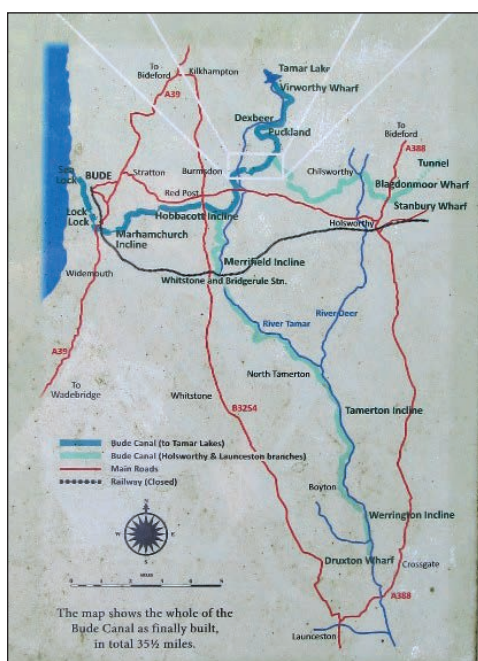 To
Bideford
Kilkhampton
A39
Tamar Lake
Virworthy Wharf
Dexbeer
Puckland
To
Bideford
A388
Tunnel
Sea
Lock
BUDE
Stratton
Burmsdon
Chilsworthy
Blagdonmoor Wharf
Red Post
Stanbury Wharf
Lock
Lock
Hobbacott Incline
Holsworthy
Marhamchurch
Incline
Merrifield Incline
Widemouth
Whitstone and Bridgerule Stn.
River Tamar
River Deer
A39
North Tamerton
To
Wadebridge
Whitstone
B3254
Tamerton Incline
Bude Canal (to Tamar Lakes)
Bude Canal (Holsworthy & Launceston branches)
Main Roads
Railway (Closed)
Boyton
N
W
E
S
Werrington Incline
Druxton Wharf
Crossgate
A388
Launceston
The map shows the whole of the
Bude Canal as finally built,
in total 35½ miles.